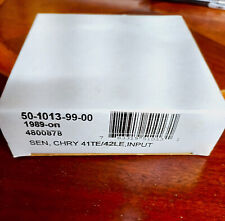 50-1013-99-00
1989-on
4800878
SEN, CHRY 41TE/42LE,INPUT